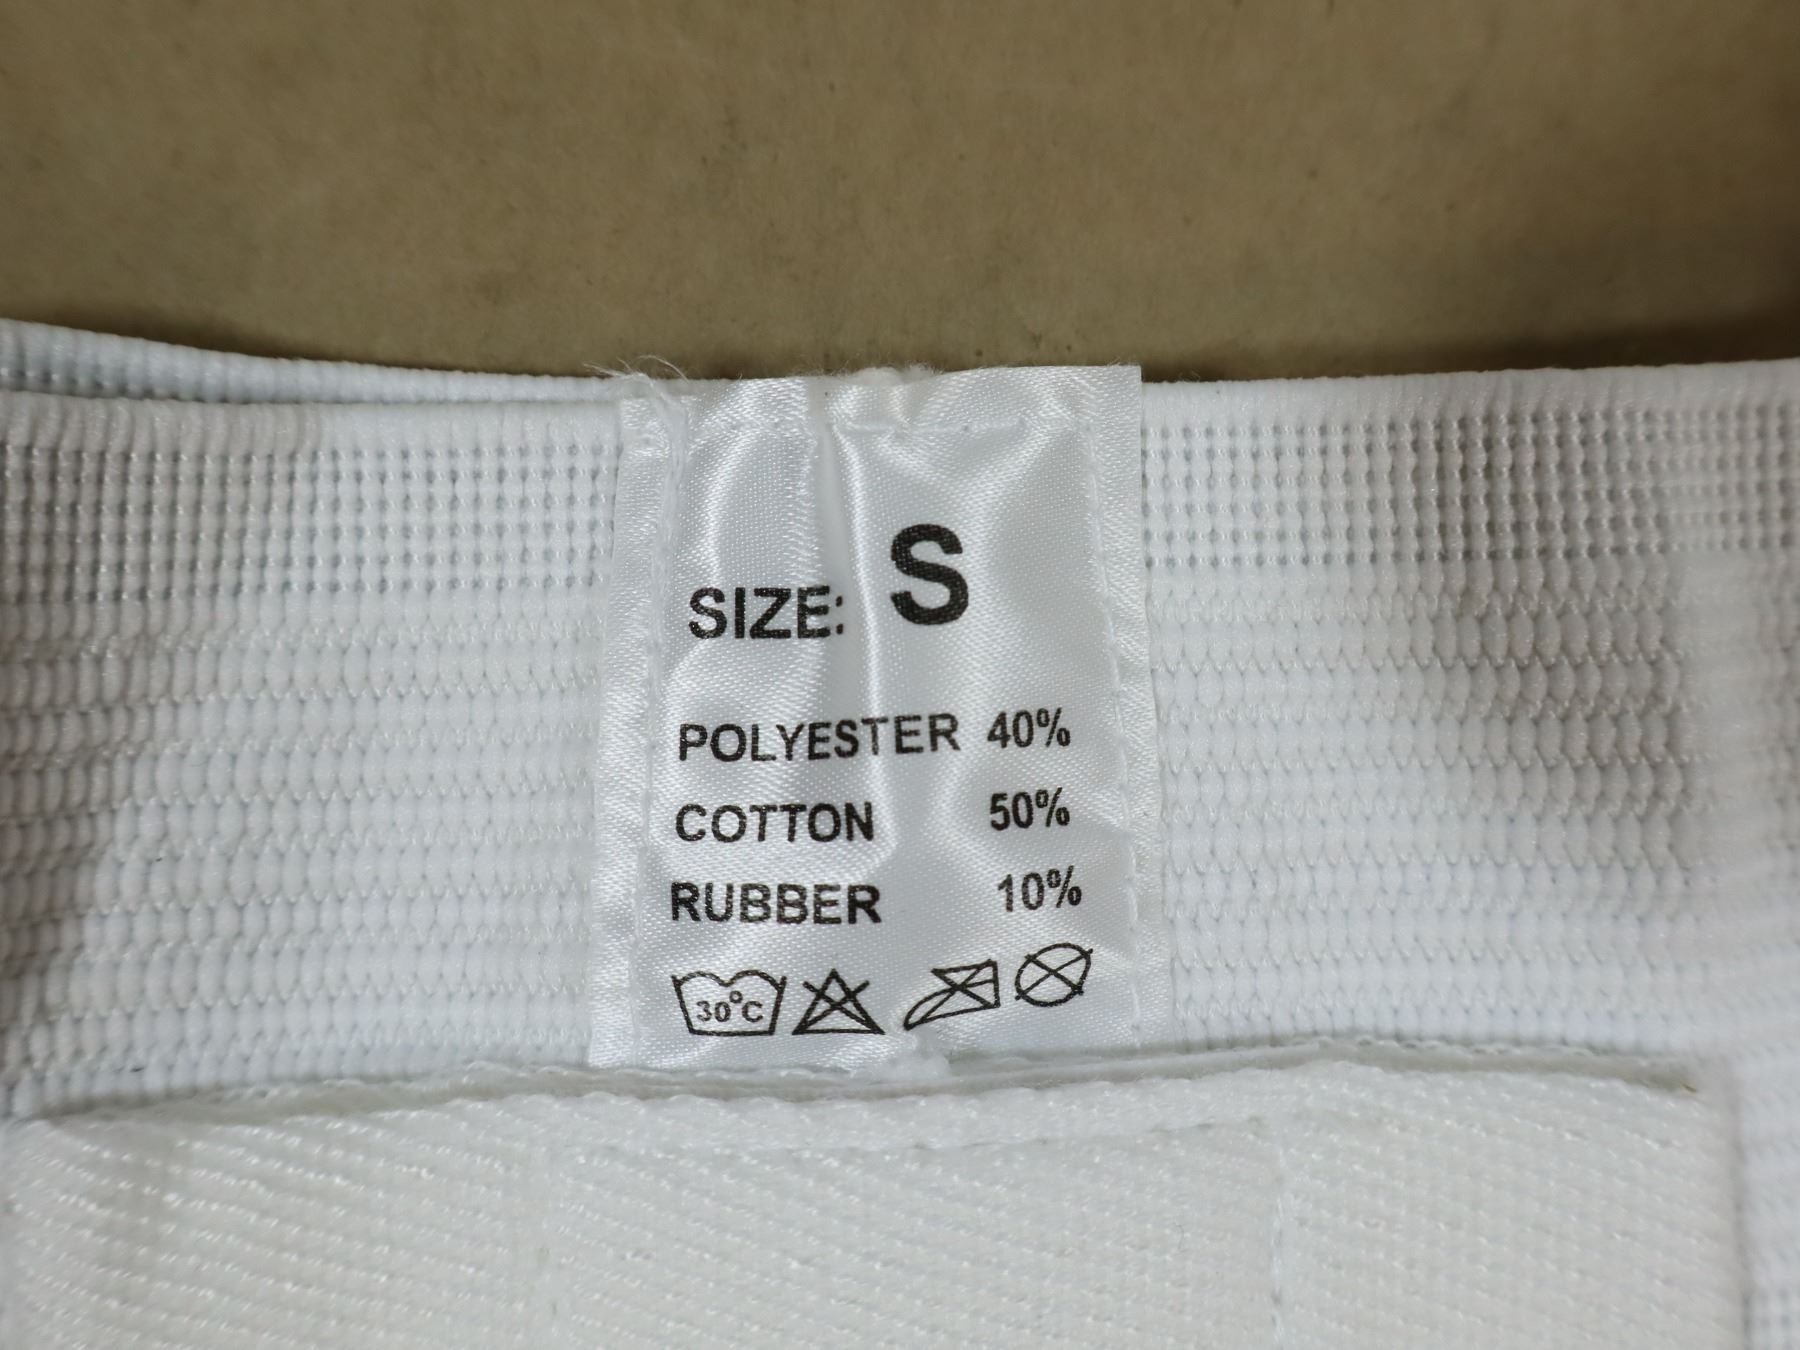 SIZE: S
POLYESTER 40%
COTTON 50%
RUBBER 10%
30°C